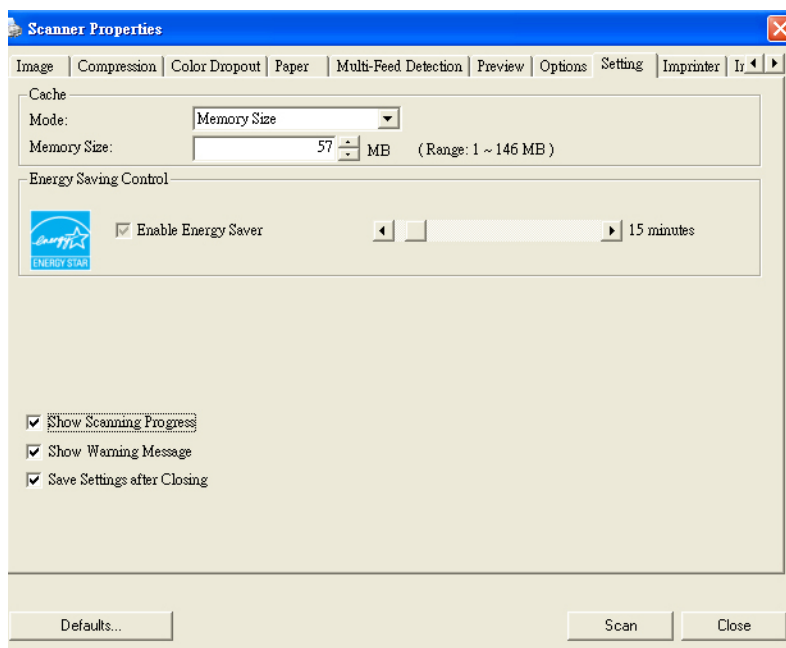 Scanner Properties
Image Compression Color Dropout Paper Multi-Feed Detection Preview Options Setting Imprinter
Cache
Mode: Memory Size
Memory Size: 57 MB ( Range: 1 ~ 146 MB )
Energy Saving Control
energy
ENERGY STAR
Enable Energy Saver 15 minutes
Show Scanning Progress
Show Warning Message
Save Settings after Closing
Defaults... Scan Close